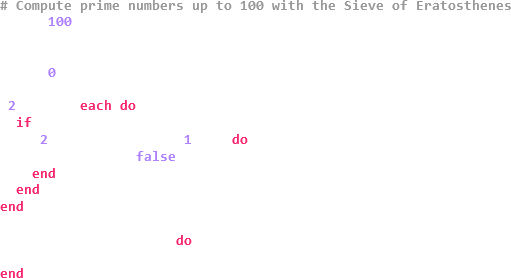 # Compute prime numbers up to 100 with the Sieve of Eratosthenes
100
0
2 each do
if
2 1 do
false
end
end
end
do
end